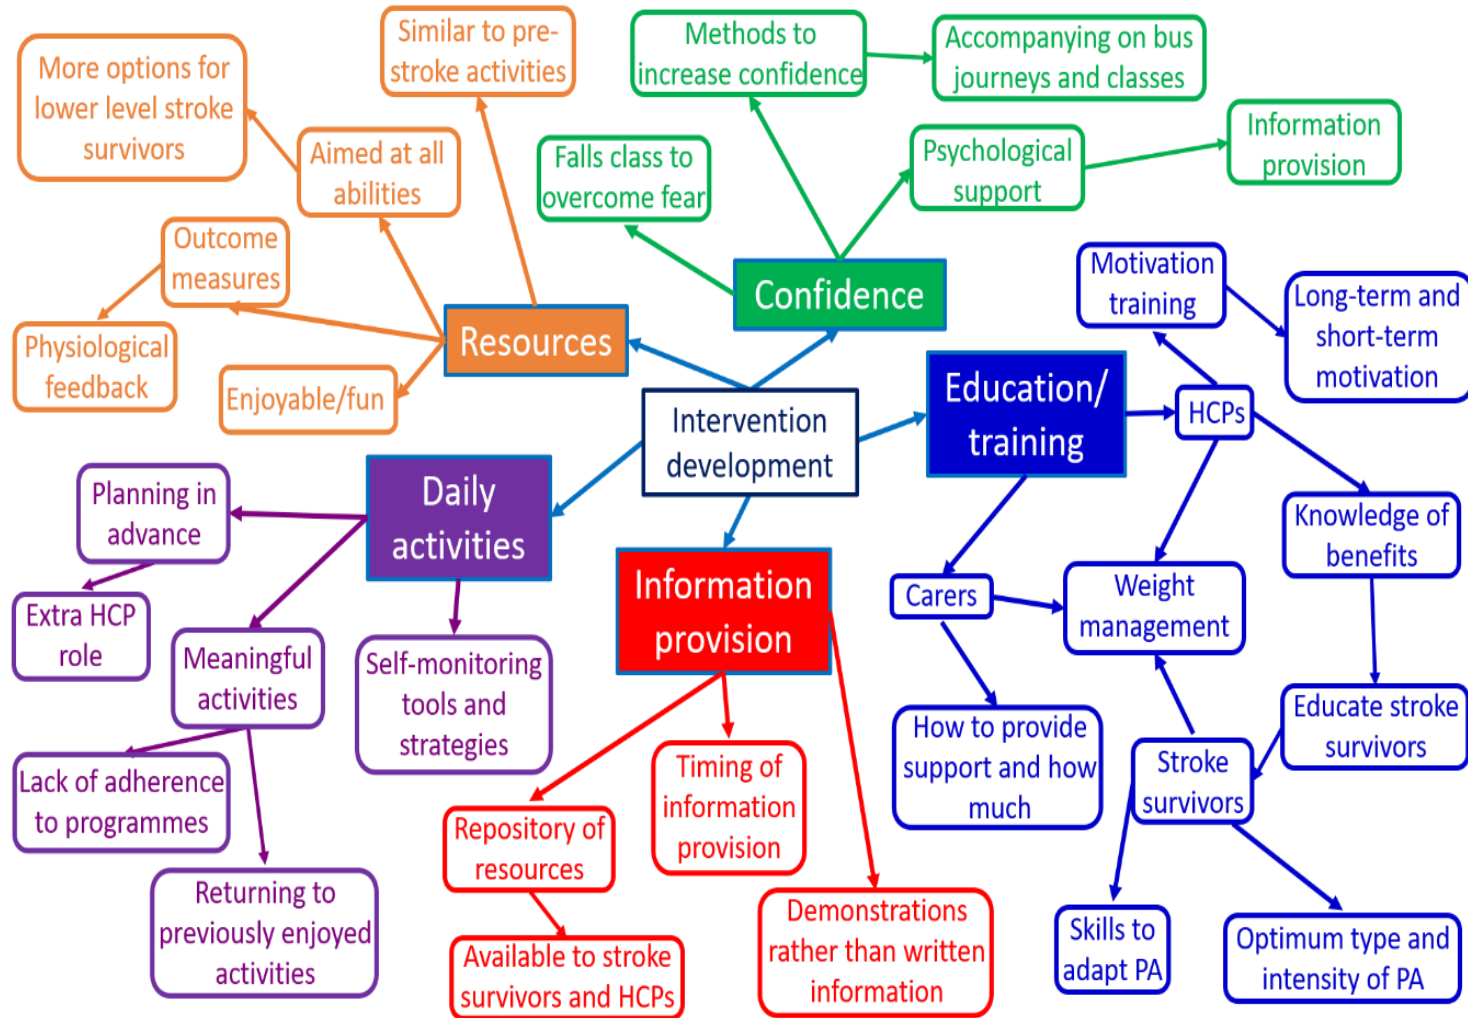 More options for
lower level stroke
survivors
Similar to pre-
stroke activities
Aimed at all
abilities
Outcome
measures
Physiological
feedback
Enjoyable/fun
Resources
Methods to
increase confidence
Accompanying on bus
journeys and classes
Falls class to
overcome fear
Psychological
support
Information
provision
Confidence
Motivation
training
Long-term and
short-term
motivation
Education/
training
HCPs
Intervention
development
Knowledge of
benefits
Carers
Weight
management
How to provide
support and how
much
Educate stroke
survivors
Stroke
survivors
Skills to
adapt PA
Optimum type and
intensity of PA
Daily
activities
Planning in
advance
Extra HCP
role
Meaningful
activities
Self-monitoring
tools and
strategies
Lack of adherence
to programmes
Returning to
previously enjoyed
activities
Information
provision
Timing of
information
provision
Repository of
resources
Available to stroke
survivors and HCPs
Demonstrations
rather than written
information